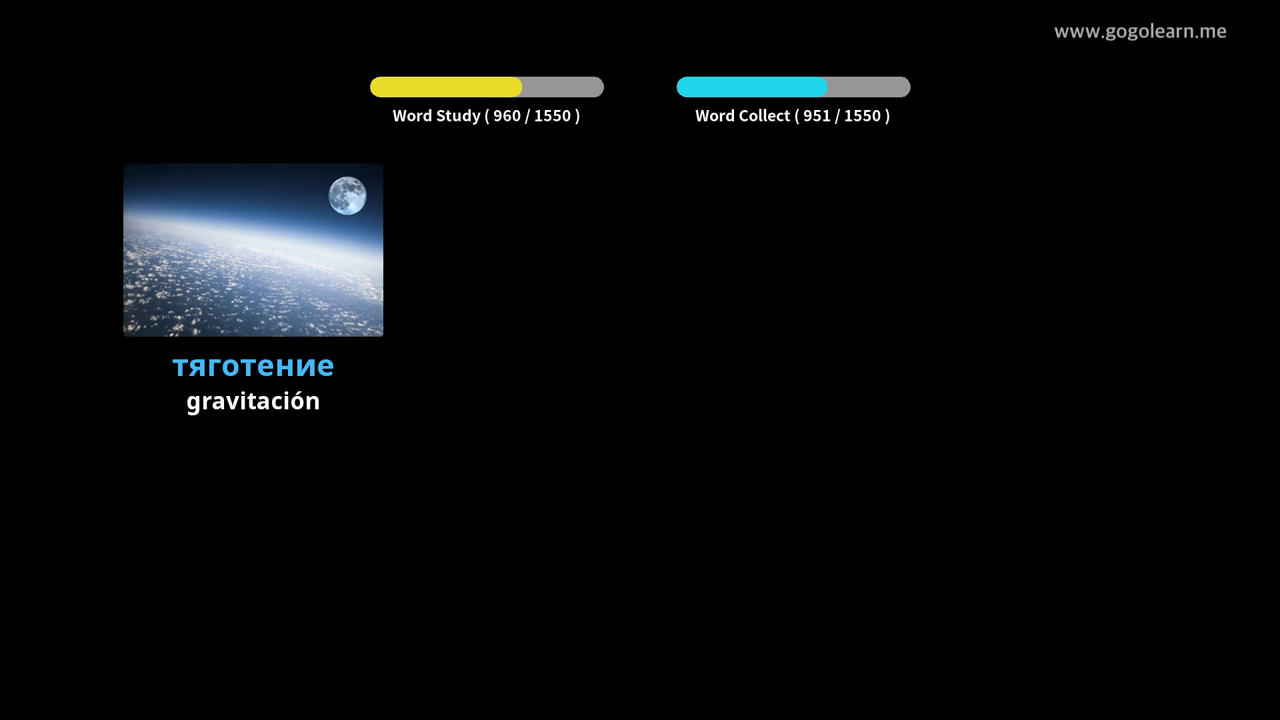 www.gogolearn.me
Word Study ( 960 / 1550 )
Word Collect ( 951 / 1550 )
тяготение
gravitación